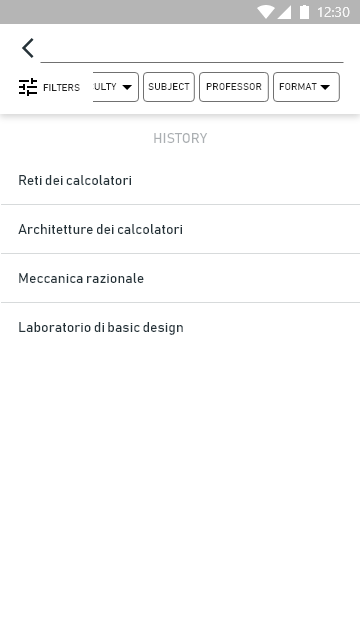 12:30
FILTERS ULTY SUBJECT PROFESSOR FORMAT
HISTORY
Reti dei calcolatori
Architetture dei calcolatori
Meccanica razionale
Laboratorio di basic design